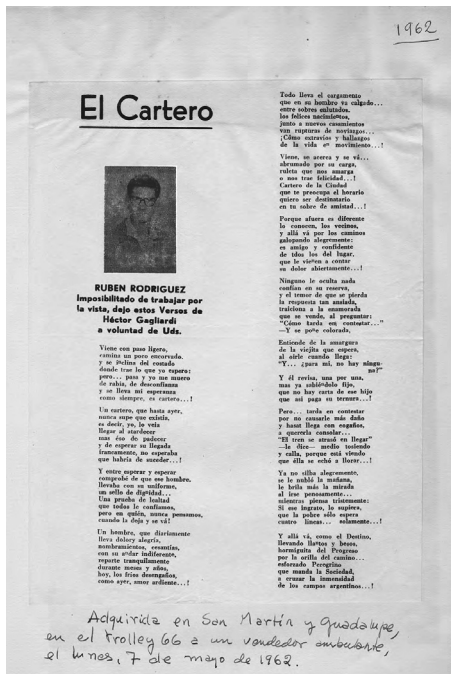 1962
El Cartero
RUBEN RODRIGUEZ
Imposibilitado de trabajar por
la vista, dejo estos Versos de
Héctor Gagliardi
a voluntad de Uds.
Viene con paso ligero,
camina un poco encorvado.
y se inclina del costado
donde trae lo que yo espero:
pero... pasa y yo me muero
de rabia, de desconfianza
y se lleva mi esperanza
como siempre, es cartero...!
Un cartero, que hasta ayer,
nunca supe que existía,
es decir, yo, lo veía
llegar al atardecer
mas éso de padecer
y de esperar su llegada
francamente, no esperaba
que habría de suceder...!
Y entre esperar y esperar
comprobé de que ese hombre,
llevaba con su uniforme,
un sello de dignidad...
Una prueba de lealtad
que todos le confiamos,
pero en quién, nunca pensamos,
cuando la deja y se vá!
Un hombre, que diariamente
lleva dolory alegría,
nombramientos, cesantías,
con su andar indiferente,
reparte tranquilamente
durante meses y años,
hoy, los fríos desengaños,
como ayer, amor ardiente...!
Todo lleva el cargamento
que en su hombro va colgado...
entre sobres enlutados,
los felices nacimientos,
junto a nuevos casamientos
van rupturas de noviazgos...
¡Cómo extravíos y hallazgos
de la vida en movimiento...!
Viene, se acerca y se vá...
abrumado por su carga,
ruleta que nos amarga
o nos trae felicidad...!
Cartero de la Ciudad
que te preocupa el horario
quiero ser destinatario
en tu sobre de amistad...!
Porque afuera es diferente
lo conocen, los vecinos,
y allá vá por los caminos
galopando alegremente:
es amigo y confidente
de tdos los del lugar,
que le vienen a contar
su dolor abiertamente...!
Ninguno le oculta nada
confían en su reserva,
y el temor de que se pierda
la respuesta tan ansiada,
traiciona a la enamorada
que se vende, al preguntar:
"Cómo tarda en contestar..."
—Y se pone colorada,
Entiende de la amargura
de la viejita que espera,
al oírle cuando llega:
"Y... ¿para mí, no hay ningu-
no?"
Y él revisa, una por una,
mas ya sabiéndolo fijo,
que no hay carta de ese hijo
que así paga su ternura...!
Pero... tarda en contestar
por no causarle más daño
y hasat llega con engaños,
a quererla consolar...
"El tren se atrasó en llegar"
—le dice— medio tosiendo
y calla, porque está viendo
que élla se echó a llorar...!
Ya no silba alegremente,
se le nubló la mañana,
le brila más la mirada
al irse penosamente...
mientras piensa tristemente:
Si ese ingrato, lo supiera,
que la pobre sólo espera
cuatro lineas... solamente...!
Y allá vá, como el Destino,
llevando llantos y besos,
hormiguita del Progreso
por la orilla del camino...
esforzado Peregrino
que manda la Sociedad,
a cruzar la inmensidad
de los campos argentinos...!
Adquirida en San Martín y Guadalupe,
en el trolley 66 a un vendedor ambulante,
el lunes, 7 de mayo de 1962.